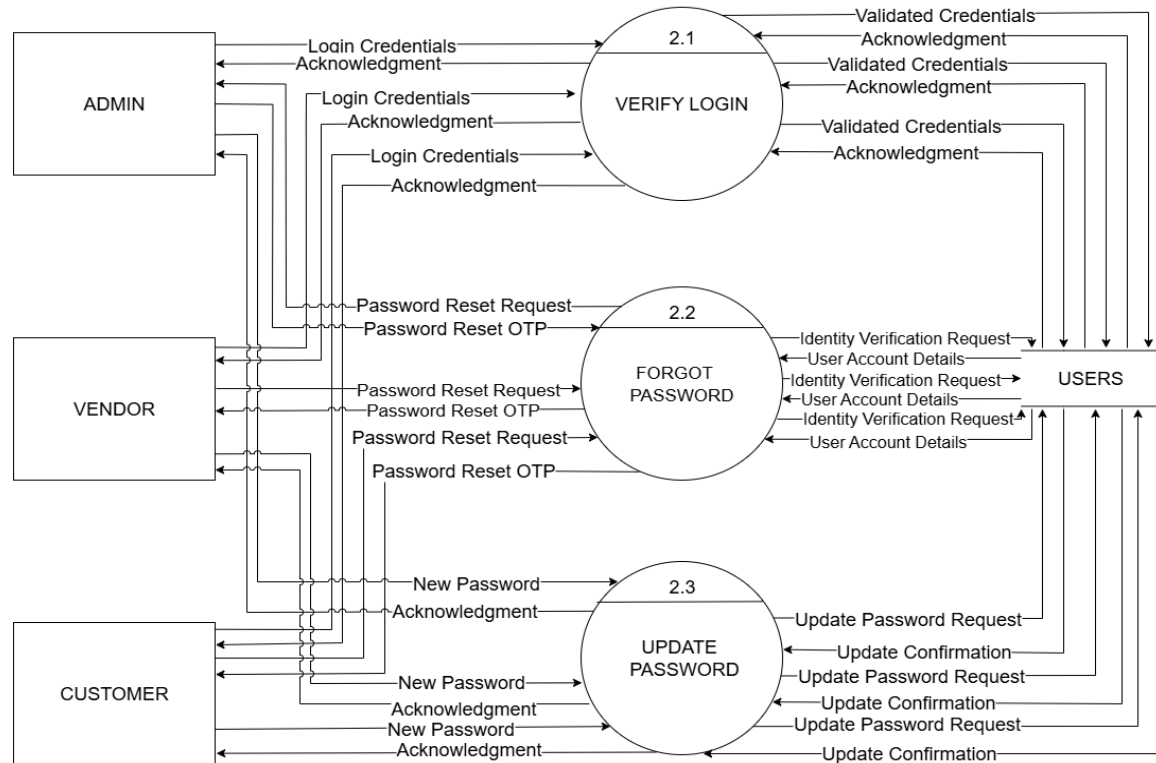 Validated Credentials
2.1
Acknowledgment
Login Credentials
Acknowledgment
Validated Credentials
ADMIN
VERIFY LOGIN
Login Credentials
Acknowledgment
Acknowledgment
Validated Credentials
Login Credentials
Acknowledgment
Acknowledgment
Password Reset Request
2.2
Password Reset OTP
Identity Verification Request
User Account Details
FORGOT
PASSWORD
Identity Verification Request
USERS
VENDOR
Password Reset Request
User Account Details
Password Reset OTP
Identity Verification Request
Password Reset Request
User Account Details
Password Reset OTP
New Password
2.3
Acknowledgment
Update Password Request
UPDATE
PASSWORD
Update Confirmation
CUSTOMER
New Password
Update Password Request
Acknowledgment
Update Confirmation
New Password
Update Password Request
Acknowledgment
Update Confirmation